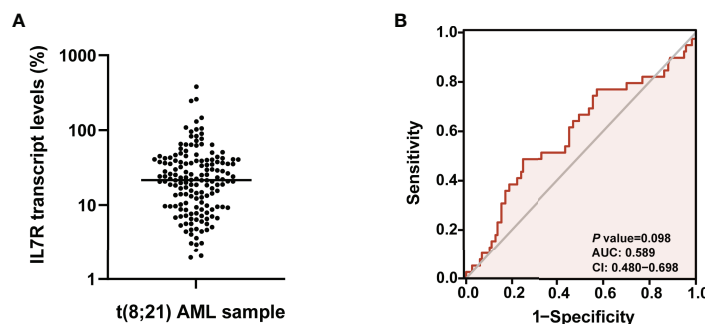 A
IL7R transcript levels (%)
1000
100
10
1
t(8;21) AML sample
B
Sensitivity
1.0
0.8
0.6
0.4
0.2
0.0
0.0 0.2 0.4 0.6 0.8 1.0
1−Specificity
P value=0.098
AUC: 0.589
CI: 0.480−0.698